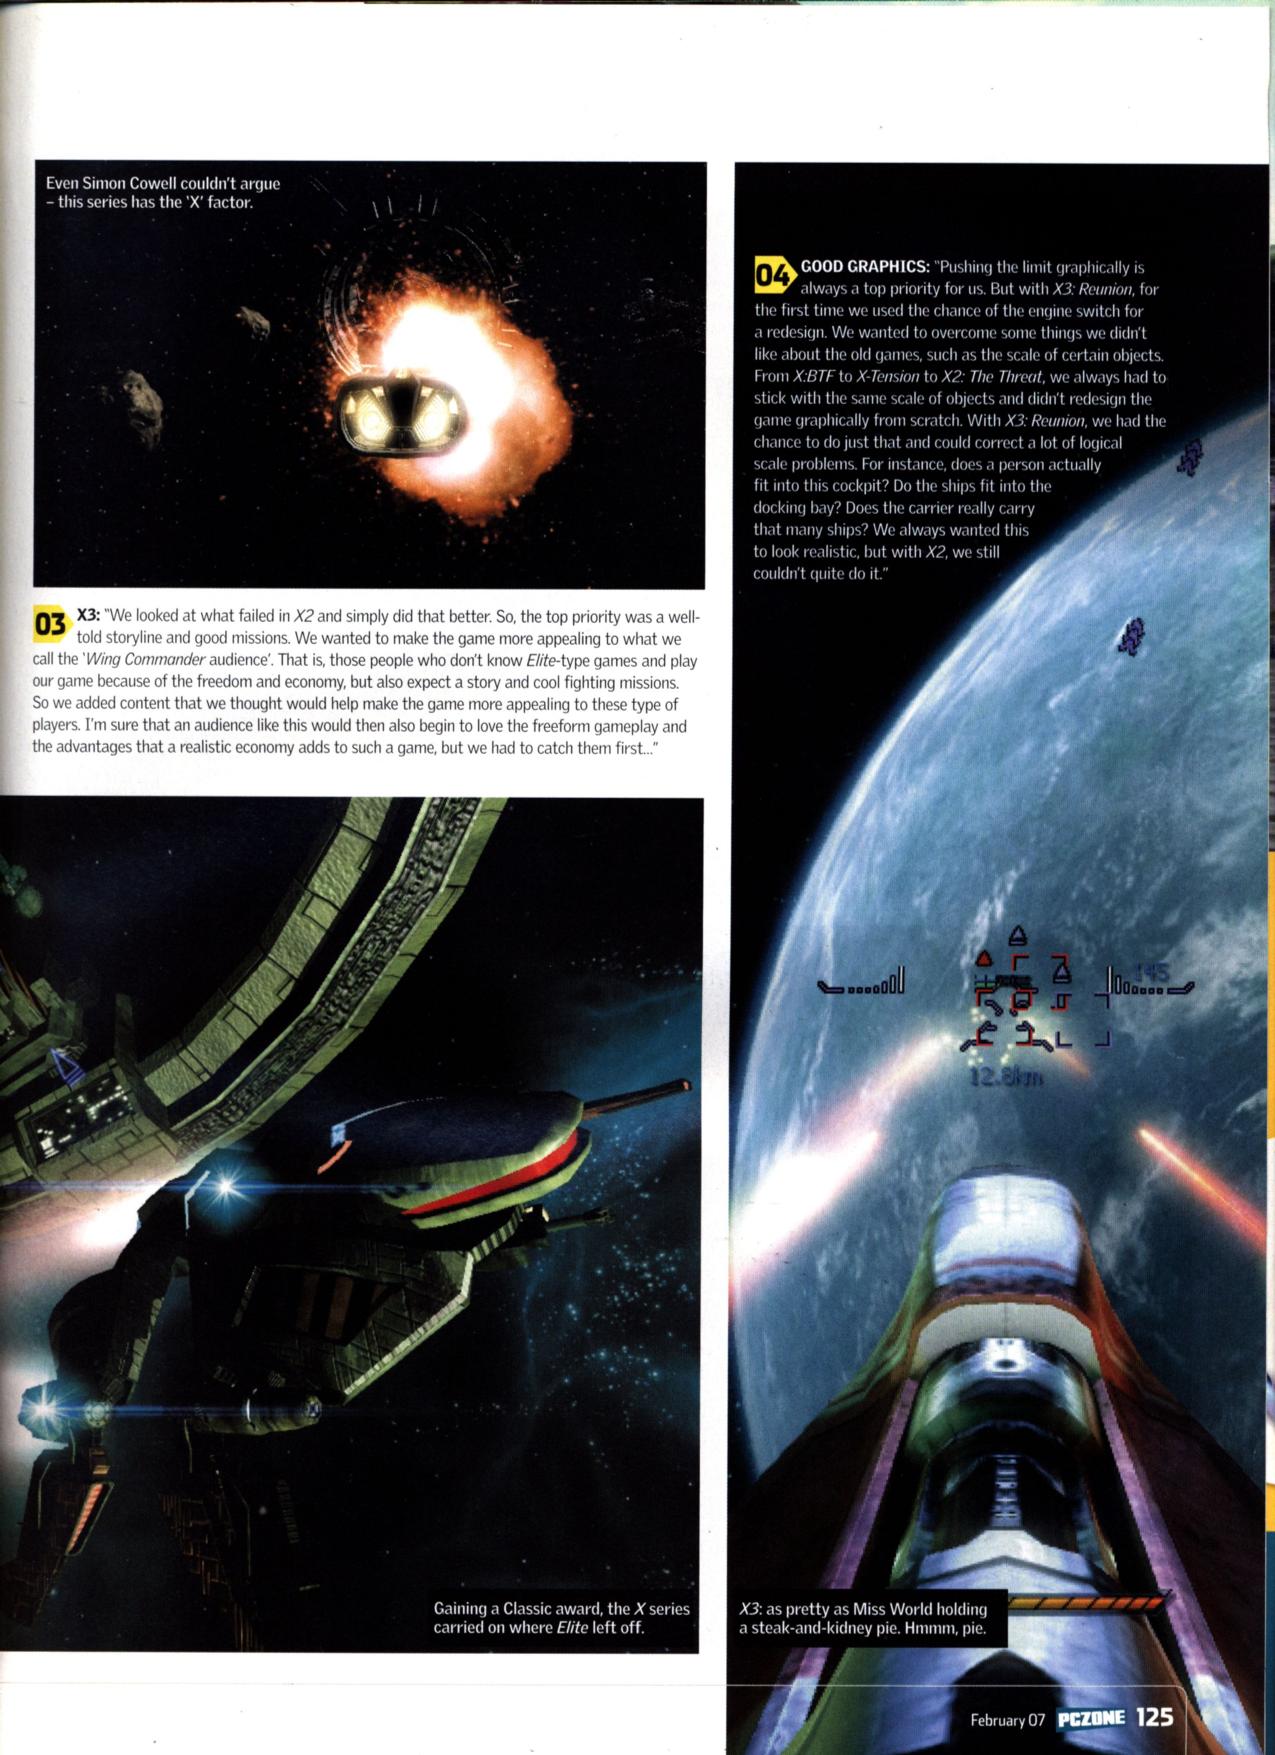 Even Simon Cowell couldn't argue
– this series has the 'X' factor.
03 X3: "We looked at what failed in X2 and simply did that better. So, the top priority was a well-
told storyline and good missions. We wanted to make the game more appealing to what we
call the 'Wing Commander audience'. That is, those people who don't know Elite-type games and play
our game because of the freedom and economy, but also expect a story and cool fighting missions.
So we added content that we thought would help make the game more appealing to these type of
players. I'm sure that an audience like this would then also begin to love the freeform gameplay and
the advantages that a realistic economy adds to such a game, but we had to catch them first..."
Gaining a Classic award, the X series
carried on where Elite left off.
04 GOOD GRAPHICS: "Pushing the limit graphically is
always a top priority for us. But with X3: Reunion, for
the first time we used the chance of the engine switch for
a redesign. We wanted to overcome some things we didn't
like about the old games, such as the scale of certain objects.
From X:BTF to X-Tension to X2: The Threat, we always had to
stick with the same scale of objects and didn't redesign the
game graphically from scratch. With X3: Reunion, we had the
chance to do just that and could correct a lot of logical
scale problems. For instance, does a person actually
fit into this cockpit? Do the ships fit into the
docking bay? Does the carrier really carry
that many ships? We always wanted this
to look realistic, but with X2, we still
couldn't quite do it."
145
12.8km
X3: as pretty as Miss World holding
a steak-and-kidney pie. Hmmm, pie.
February 07 PCZONE 125